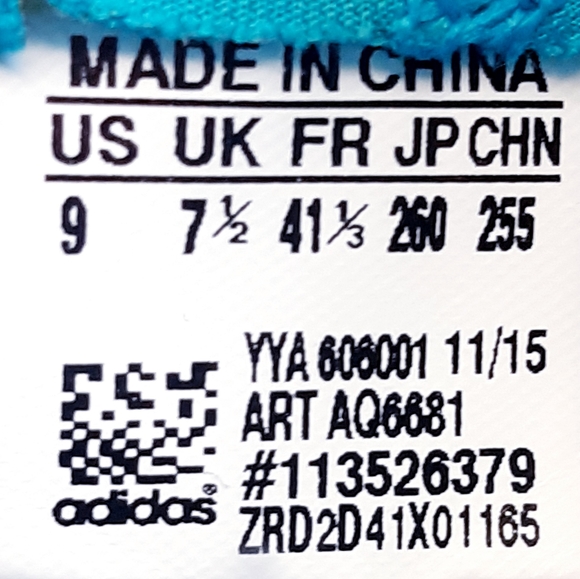 MADE IN CHINA
US UK FR JP CHN
9 7½ 41⅓ 260 255
YYA 606001 11/15
ART AQ6681
#113526379
adidas®
ZRD2D41X01165